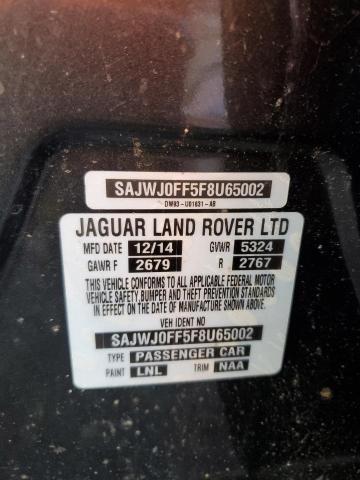 SAJWJ0FF5F8U65002
DW93-U01631-AB
JAGUAR LAND ROVER LTD
MFD DATE 12/14 GVWR 5324
GAWR F 2679 R 2767
THIS VEHICLE CONFORMS TO ALL APPLICABLE FEDERAL MOTOR
VEHICLE SAFETY, BUMPER AND THEFT PREVENTION STANDARDS
IN EFFECT ON THE DATE OF MANUFACTURE SHOWN ABOVE.
VEH IDENT NO
SAJWJ0FF5F8U65002
TYPE PASSENGER CAR
PAINT LNL TRIM NAA